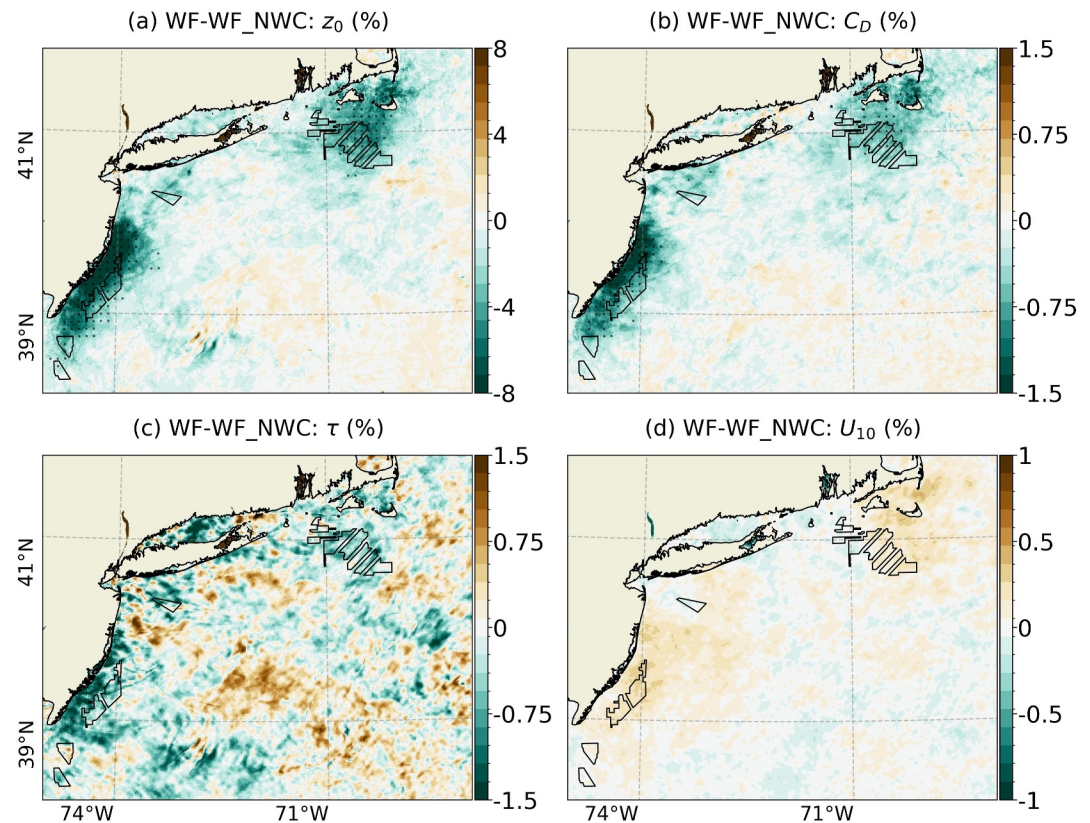 (a) WF-WF_NWC: z₀ (%)
(b) WF-WF_NWC: C_D (%)
41°N
39°N
8
4
0
-4
-8
1.5
0.75
0
-0.75
-1.5
(c) WF-WF_NWC: τ (%)
(d) WF-WF_NWC: U₁₀ (%)
41°N
39°N
1.5
0.75
0
-0.75
-1.5
1
0.5
0
-0.5
-1
74°W
71°W
74°W
71°W